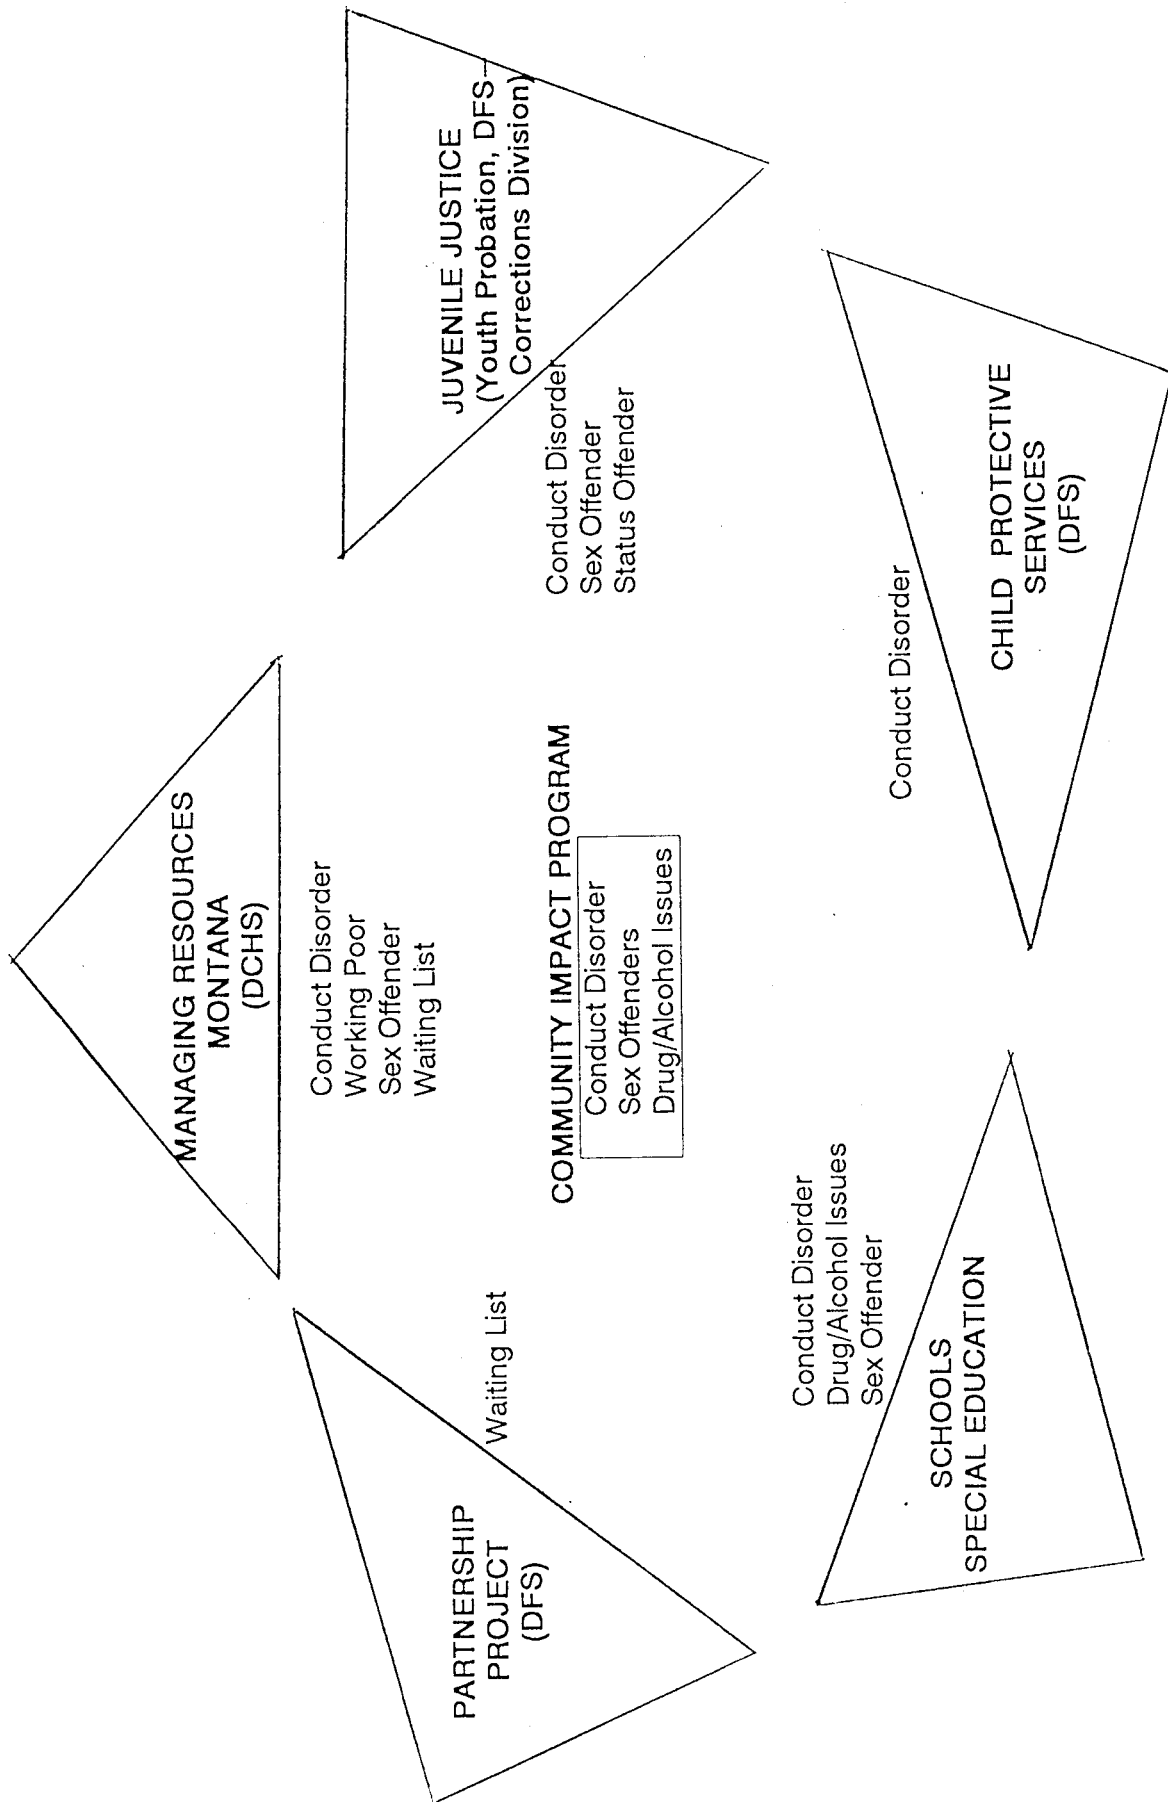 MANAGING RESOURCES
MONTANA
(DCHS)
Conduct Disorder
Working Poor
Sex Offender
Waiting List
JUVENILE JUSTICE
(Youth Probation, DFS-
Corrections Division)
Conduct Disorder
Sex Offender
Status Offender
PARTNERSHIP
PROJECT
(DFS)
Waiting List
COMMUNITY IMPACT PROGRAM
Conduct Disorder
Sex Offenders
Drug/Alcohol Issues
Conduct Disorder
Drug/Alcohol Issues
Sex Offender
SCHOOLS
SPECIAL EDUCATION
Conduct Disorder
CHILD PROTECTIVE
SERVICES
(DFS)